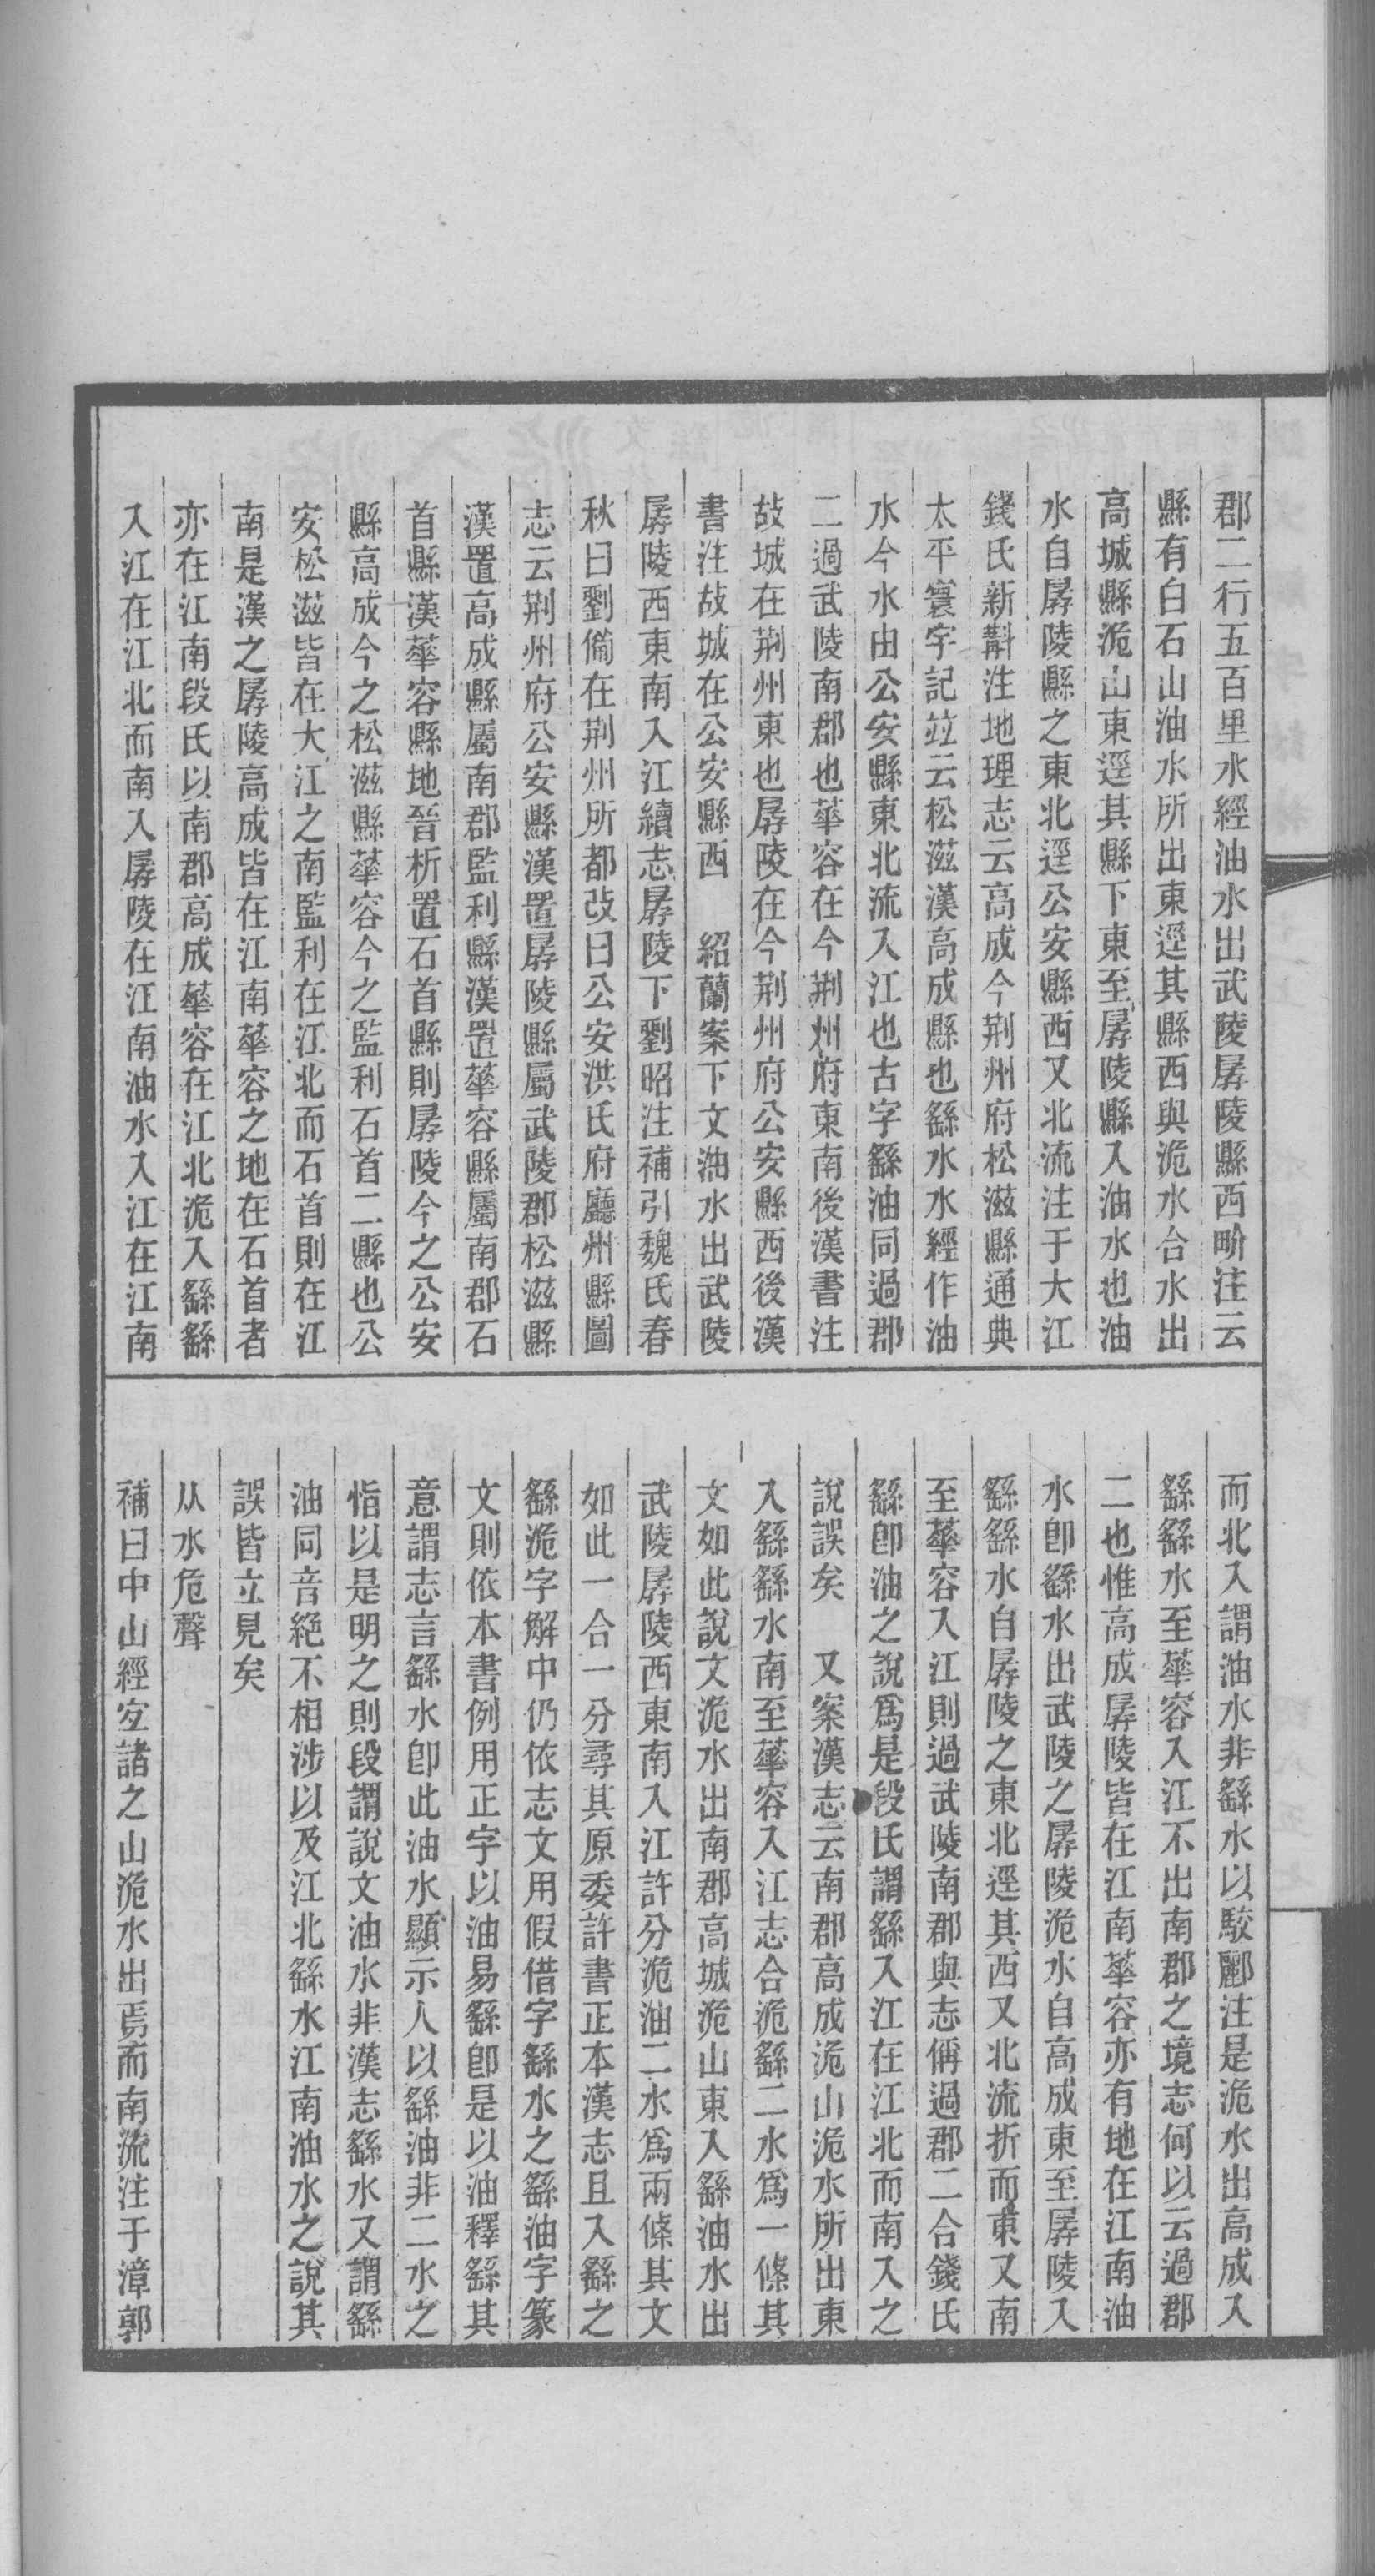 郡二行五百里水經油水出武陵孱陵縣西畍注云
縣有白石山油水所出東逕其縣西與洈水合水出
高城縣洈山東逕其縣下東至孱陵縣入油水也油
水自孱陵縣之東北逕公安縣西又北流注于大江
錢氏新斠注地理志云高成今荆州府松滋縣通典
太平寰宇記竝云松滋漢高成縣也繇水水經作油
水今水由公安縣東北流入江也古字繇油同過郡
二過武陵南郡也華容在今荆州府東南後漢書注
故城在荆州東也孱陵在今荆州府公安縣西後漢
書注故城在公安縣西　紹蘭案下文油水出武陵
孱陵西東南入江續志孱陵下劉昭注補引魏氏春
秋曰劉備在荆州所都改曰公安洪氏府廳州縣圖
志云荆州府公安縣漢置孱陵縣屬武陵郡松滋縣
漢置高成縣屬南郡監利縣漢置華容縣屬南郡石
首縣漢華容縣地晉析置石首縣則孱陵今之公安
縣高成今之松滋縣華容今之監利石首二縣也公
安松滋皆在大江之南監利在江北而石首則在江
南是漢之孱陵高成皆在江南華容之地在石首者
亦在江南段氏以南郡高成華容在江北洈入繇繇
入江在江北而南入孱陵在江南油水入江在江南
而北入謂油水非繇水以駮酈注是洈水出高成入
繇繇水至華容入江不出南郡之境志何以云過郡
二也惟高成孱陵皆在江南華容亦有地在江南油
水卽繇水出武陵之孱陵洈水自高成東至孱陵入
繇繇水自孱陵之東北逕其西又北流折而東又南
至華容入江則過武陵南郡與志偁過郡二合錢氏
繇卽油之說爲是段氏謂繇入江在江北而南入之
說誤矣　又案漢志云南郡高成洈山洈水所出東
入繇繇水南至華容入江志合洈繇二水爲一條其
文如此說文洈水出南郡高城洈山東入繇油水出
武陵孱陵西東南入江許分洈油二水爲兩條其文
如此一合一分尋其原委許書正本漢志且入繇之
繇洈字解中仍依志文用假借字繇水之繇油字篆
文則依本書例用正字以油易繇卽是以油釋繇其
意謂志言繇水卽此油水顯示人以繇油非二水之
恉以是明之則段謂說文油水非漢志繇水又謂繇
油同音絶不相涉以及江北繇水江南油水之說其
誤皆立見矣
从水危聲
補曰中山經宐諸之山洈水出焉而南流注于漳郭